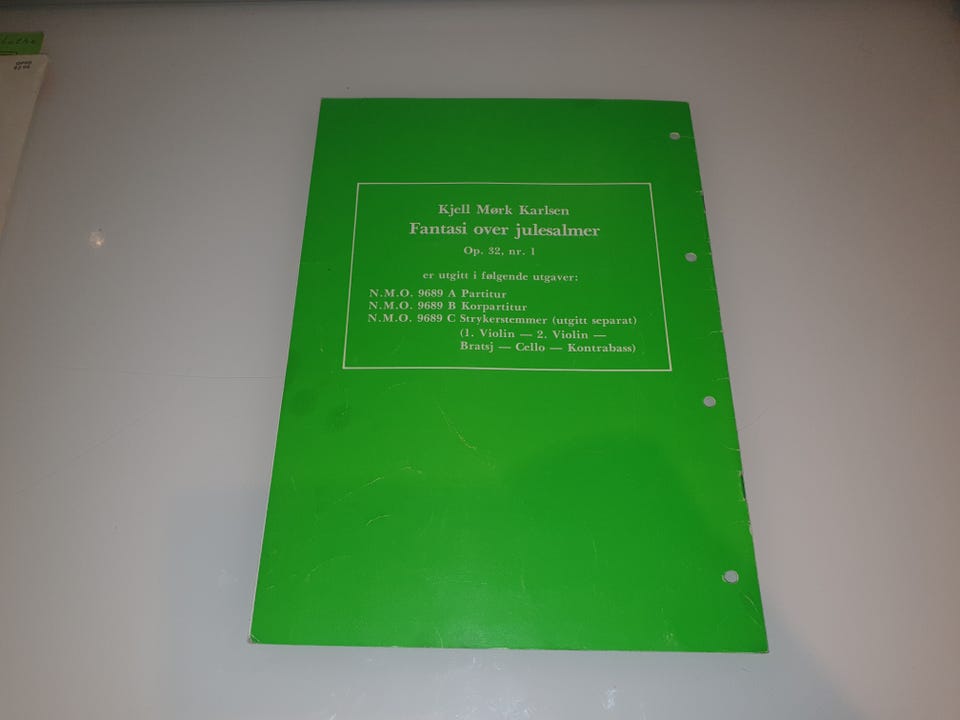 Kjell Mørk Karlsen
Fantasi over julesalmer
Op. 32, nr. 1
er utgitt i følgende utgaver:
N.M.O. 9689 A Partitur
N.M.O. 9689 B Korpartitur
N.M.O. 9689 C Strykerstemmer (utgitt separat)
(1. Violin — 2. Violin —
Bratsj — Cello — Kontrabass)